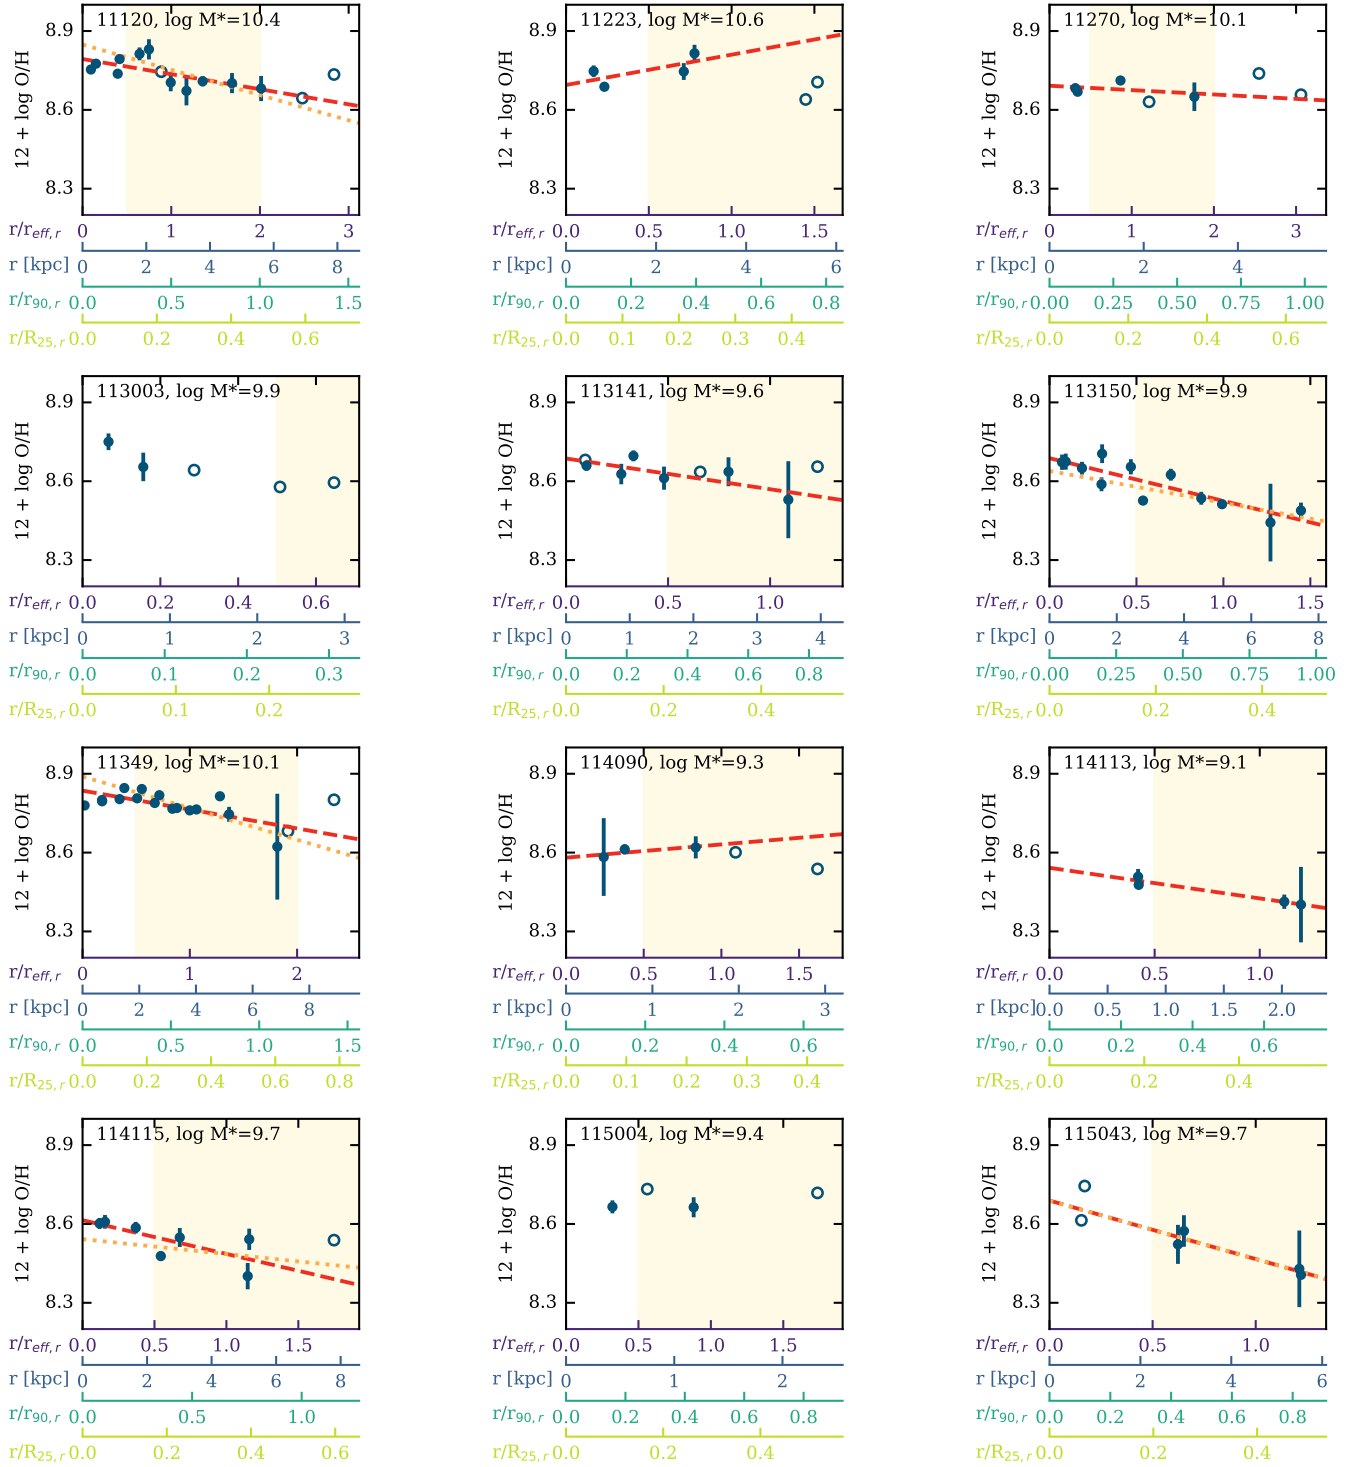 11120, log M*=10.4
8.9
8.6
8.3
12 + log O/H
r/r_eff,r 0 1 2 3
r [kpc] 0 2 4 6 8
r/r_90,r 0.0 0.5 1.0 1.5
r/R_25,r 0.0 0.2 0.4 0.6
11223, log M*=10.6
8.9
8.6
8.3
12 + log O/H
r/r_eff,r 0.0 0.5 1.0 1.5
r [kpc] 0 2 4 6
r/r_90,r 0.0 0.2 0.4 0.6 0.8
r/R_25,r 0.0 0.1 0.2 0.3 0.4
11270, log M*=10.1
8.9
8.6
8.3
12 + log O/H
r/r_eff,r 0 1 2 3
r [kpc] 0 2 4
r/r_90,r 0.00 0.25 0.50 0.75 1.00
r/R_25,r 0.0 0.2 0.4 0.6
113003, log M*=9.9
8.9
8.6
8.3
12 + log O/H
r/r_eff,r 0.0 0.2 0.4 0.6
r [kpc] 0 1 2 3
r/r_90,r 0.0 0.1 0.2 0.3
r/R_25,r 0.0 0.1 0.2
113141, log M*=9.6
8.9
8.6
8.3
12 + log O/H
r/r_eff,r 0.0 0.5 1.0
r [kpc] 0 1 2 3 4
r/r_90,r 0.0 0.2 0.4 0.6 0.8
r/R_25,r 0.0 0.2 0.4
113150, log M*=9.9
8.9
8.6
8.3
12 + log O/H
r/r_eff,r 0.0 0.5 1.0 1.5
r [kpc] 0 2 4 6 8
r/r_90,r 0.00 0.25 0.50 0.75 1.00
r/R_25,r 0.0 0.2 0.4
11349, log M*=10.1
8.9
8.6
8.3
12 + log O/H
r/r_eff,r 0 1 2
r [kpc] 0 2 4 6 8
r/r_90,r 0.0 0.5 1.0 1.5
r/R_25,r 0.0 0.2 0.4 0.6 0.8
114090, log M*=9.3
8.9
8.6
8.3
12 + log O/H
r/r_eff,r 0.0 0.5 1.0 1.5
r [kpc] 0 1 2 3
r/r_90,r 0.0 0.2 0.4 0.6
r/R_25,r 0.0 0.1 0.2 0.3 0.4
114113, log M*=9.1
8.9
8.6
8.3
12 + log O/H
r/r_eff,r 0.0 0.5 1.0
r [kpc] 0.0 0.5 1.0 1.5 2.0
r/r_90,r 0.0 0.2 0.4 0.6
r/R_25,r 0.0 0.2 0.4
114115, log M*=9.7
8.9
8.6
8.3
12 + log O/H
r/r_eff,r 0.0 0.5 1.0 1.5
r [kpc] 0 2 4 6 8
r/r_90,r 0.0 0.5 1.0
r/R_25,r 0.0 0.2 0.4 0.6
115004, log M*=9.4
8.9
8.6
8.3
12 + log O/H
r/r_eff,r 0.0 0.5 1.0 1.5
r [kpc] 0 1 2
r/r_90,r 0.0 0.2 0.4 0.6 0.8
r/R_25,r 0.0 0.2 0.4
115043, log M*=9.7
8.9
8.6
8.3
12 + log O/H
r/r_eff,r 0.0 0.5 1.0
r [kpc] 0 2 4 6
r/r_90,r 0.0 0.2 0.4 0.6 0.8
r/R_25,r 0.0 0.2 0.4